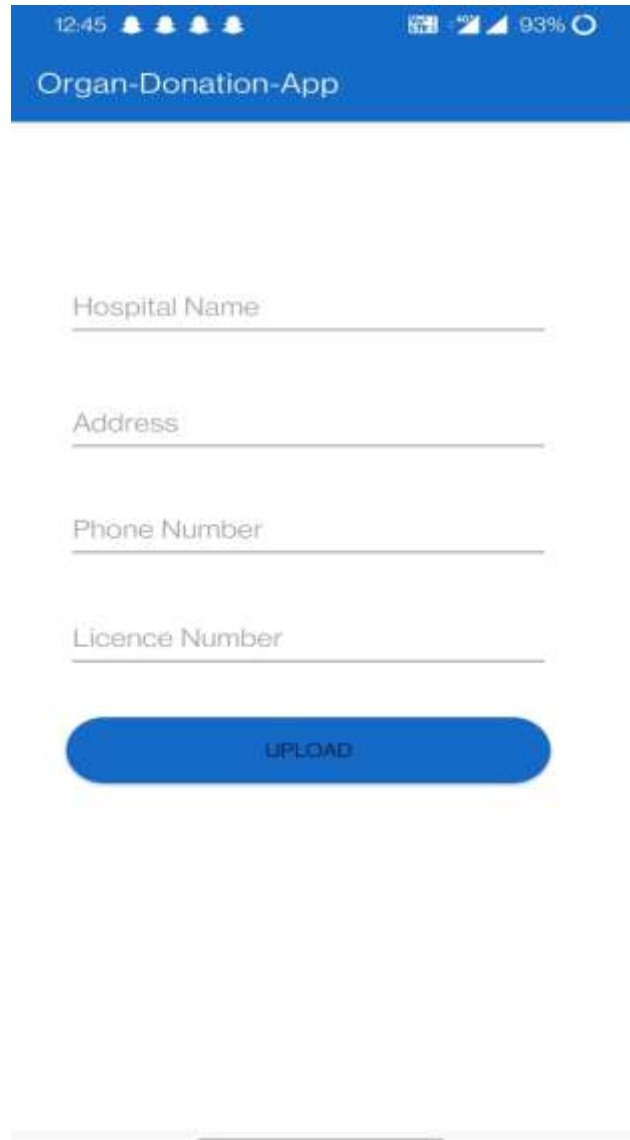 12:45 93%
Organ-Donation-App
Hospital Name
Address
Phone Number
Licence Number
UPLOAD